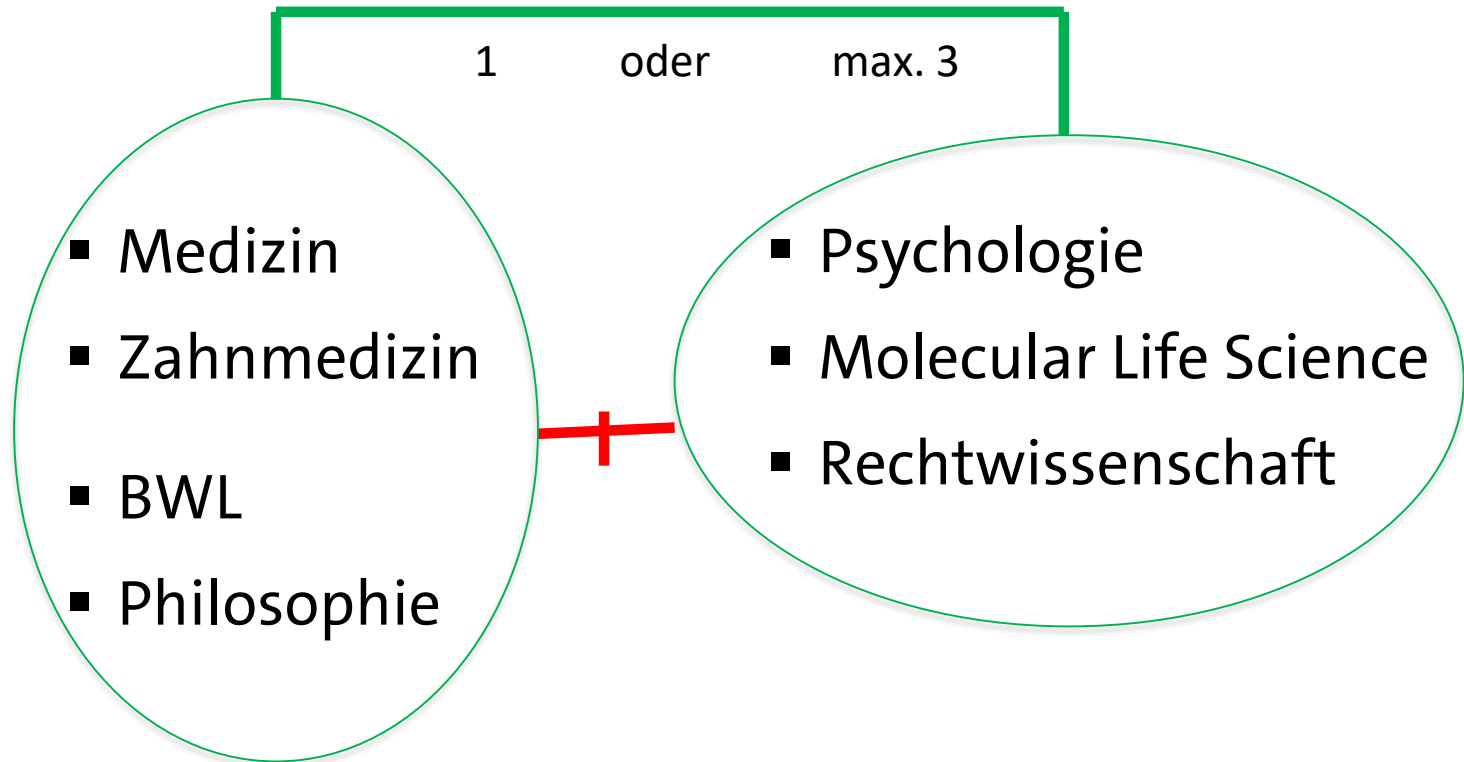 1 oder max. 3
▪ Medizin
▪ Zahnmedizin
▪ BWL
▪ Philosophie
▪ Psychologie
▪ Molecular Life Science
▪ Rechtwissenschaft